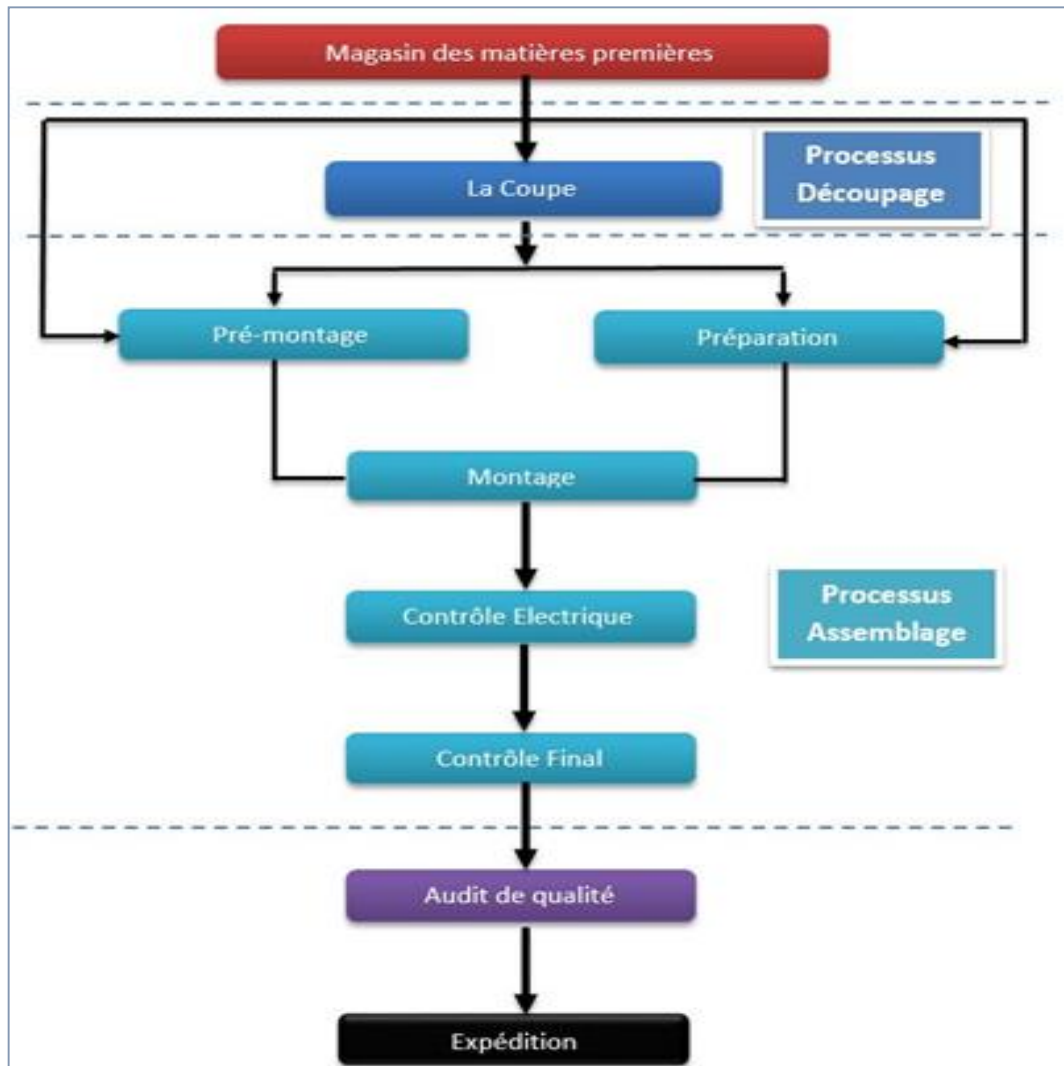 Magasin des matières premières
La Coupe
Processus
Découpage
Pré-montage
Préparation
Montage
Contrôle Electrique
Processus
Assemblage
Contrôle Final
Audit de qualité
Expédition